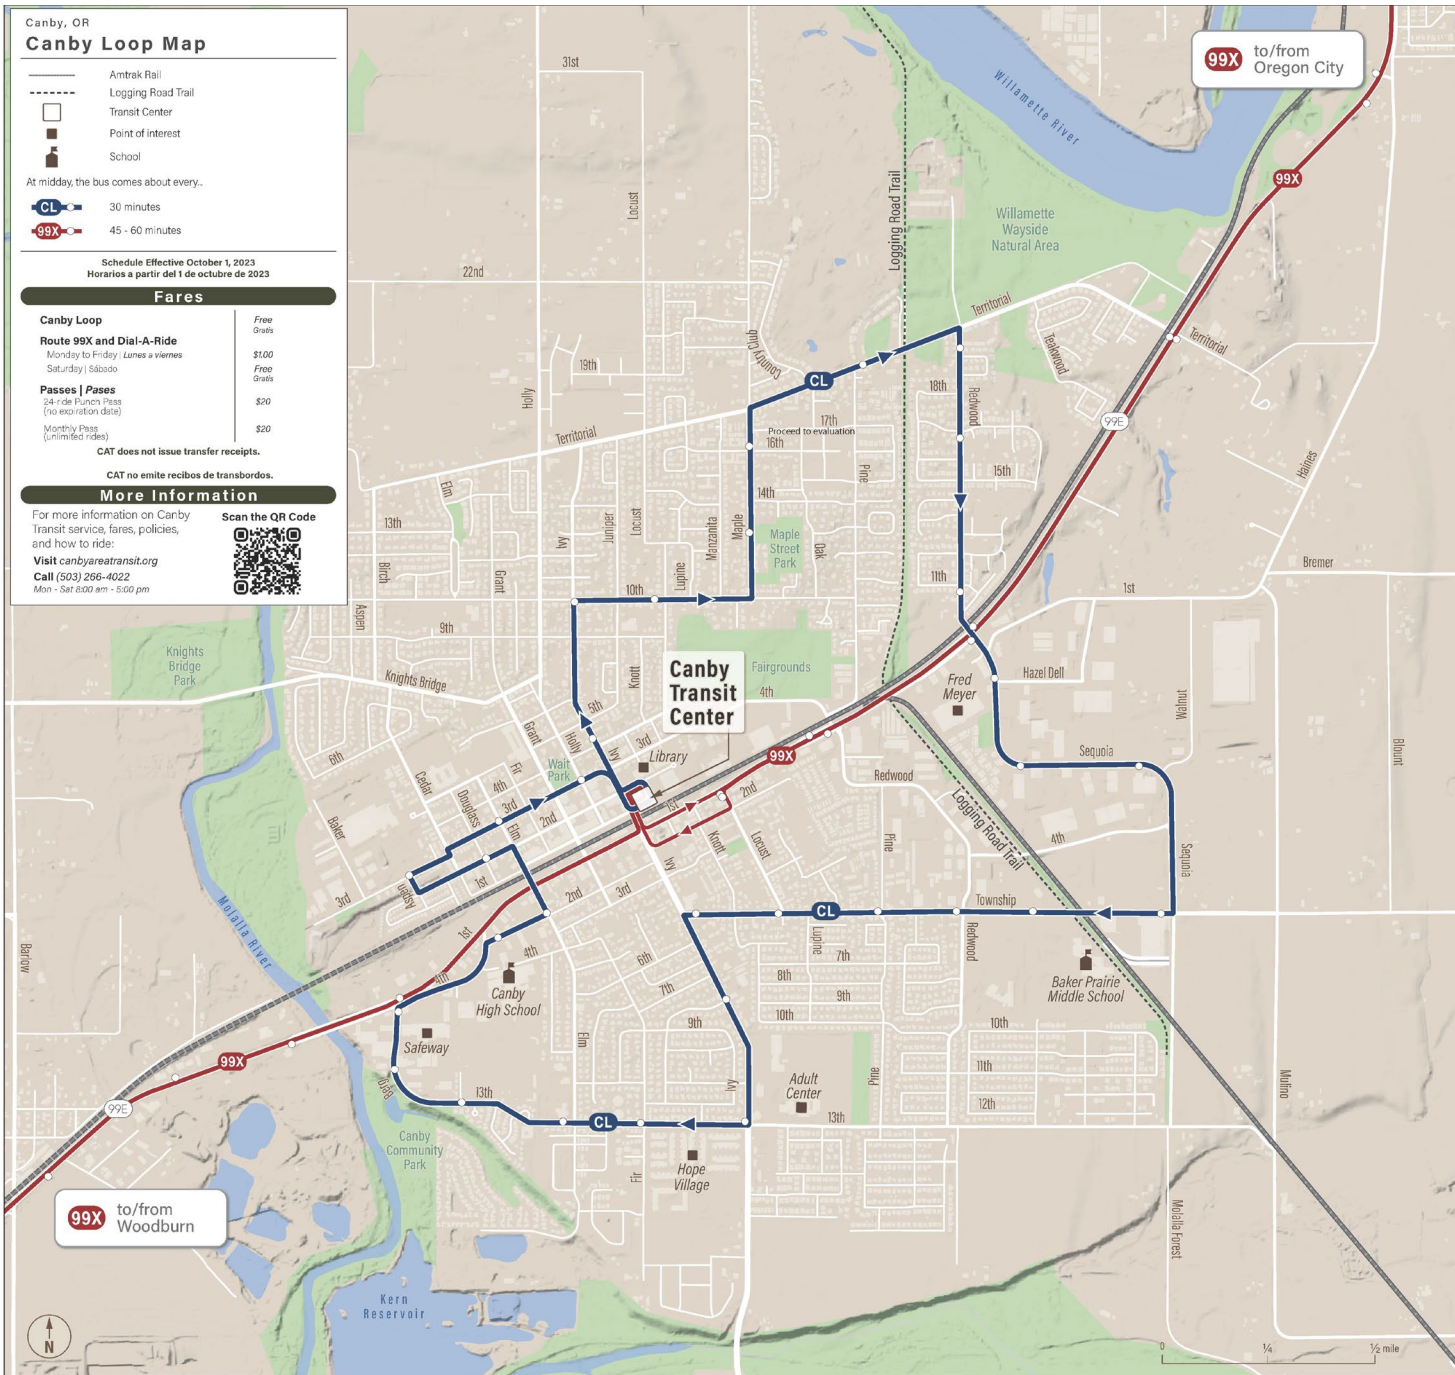 Canby, OR
Canby Loop Map
Amtrak Rail
Logging Road Trail
Transit Center
Point of interest
School
At midday, the bus comes about every...
CL 30 minutes
99X 45 - 60 minutes
Schedule Effective October 1, 2023
Horarios a partir del 1 de octubre de 2023
Fares
Canby Loop Free
Gratis
Route 99X and Dial-A-Ride
Monday to Friday | Lunes a viernes $1.00
Saturday | Sábado Free
Gratis
Passes | Pases
24-ride Punch Pass $20
(no expiration date)
Monthly Pass $20
(unlimited rides)
CAT does not issue transfer receipts.
CAT no emite recibos de transbordos.
More Information
For more information on Canby
Transit service, fares, policies,
and how to ride:
Visit canbyareatransit.org
Call (503) 266-4022
Mon - Sat 8:00 am - 5:00 pm
Scan the QR Code
99X to/from
Oregon City
31st
Willamette River
99X
Logging Road Trail
Locust
Willamette
Wayside
Natural Area
22nd
Territorial
Territorial
Country Club
Teakwood
19th
Holly
CL
18th
Redwood
17th
Proceed to evaluation
16th
99E
Territorial
Pine
15th
Haines
Elm
14th
13th
Ivy
Juniper
Locust
Manzanita
Maple
Maple
Street
Park
Oak
Birch
Grant
Lupine
10th
11th
1st
Bremer
Aspen
9th
Knights
Bridge
Park
Knights Bridge
Knott
Canby
Transit
Center
Fairgrounds
4th
Fred
Meyer
Hazel Dell
Walnut
5th
Grant
Holly
Ivy
3rd
Library
99X
6th
Fir
Wait
Park
Sequoia
Blount
Cedar
4th
Douglass
3rd
2nd
Elm
1st
2nd
Redwood
Logging Road Trail
Baker
Knott
Locust
Pine
4th
Ivy
Sequoia
3rd
Aspen
1st
2nd
3rd
CL
Township
Molalla River
Barlow
1st
4th
4th
6th
7th
Lupine
7th
Redwood
8th
9th
10th
Canby
High School
Baker Prairie
Middle School
Safeway
Elm
9th
10th
99X
Berg
13th
Ivy
Adult
Center
Pine
11th
12th
Mulino
99E
CL
13th
Canby
Community
Park
Fir
Hope
Village
99X to/from
Woodburn
Molalla Forest
Kern
Reservoir
N
0 ¼ ½ mile